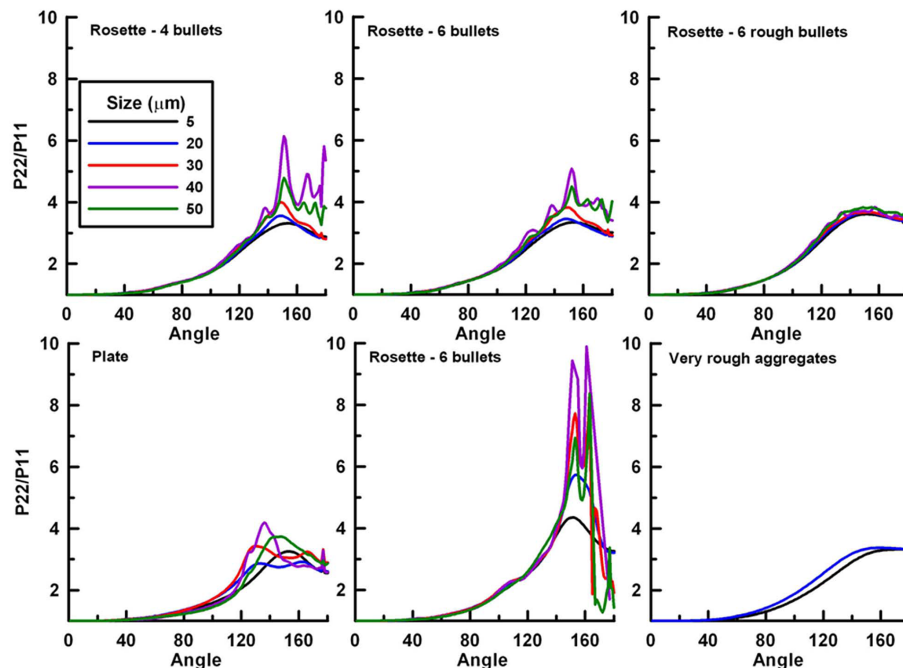 Rosette - 4 bullets
Rosette - 6 bullets
Rosette - 6 rough bullets
Size (μm)
5
20
30
40
50
P22/P11
10
8
6
4
2
10
8
6
4
2
10
8
6
4
2
0 40 80 120 160
Angle
0 40 80 120 160
Angle
0 40 80 120 160
Angle
Plate
Rosette - 6 bullets
Very rough aggregates
P22/P11
10
8
6
4
2
10
8
6
4
2
10
8
6
4
2
0 40 80 120 160
Angle
0 40 80 120 160
Angle
0 40 80 120 160
Angle